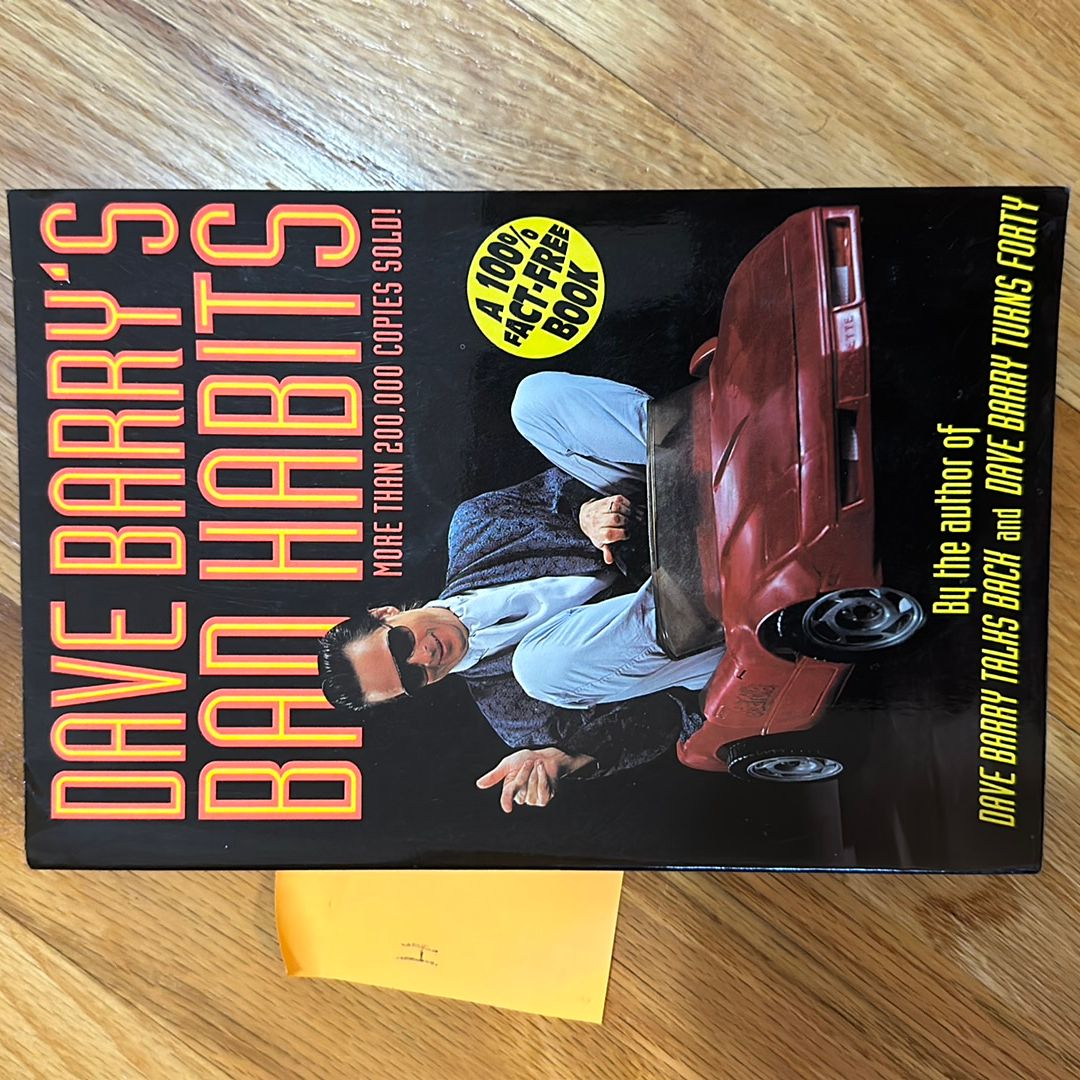 DAVE BARRY'S
BAD HABITS
MORE THAN 200,000 COPIES SOLD!
A 100%
FACT-FREE
BOOK
By the author of
DAVE BARRY TALKS BACK and DAVE BARRY TURNS FORTY
H